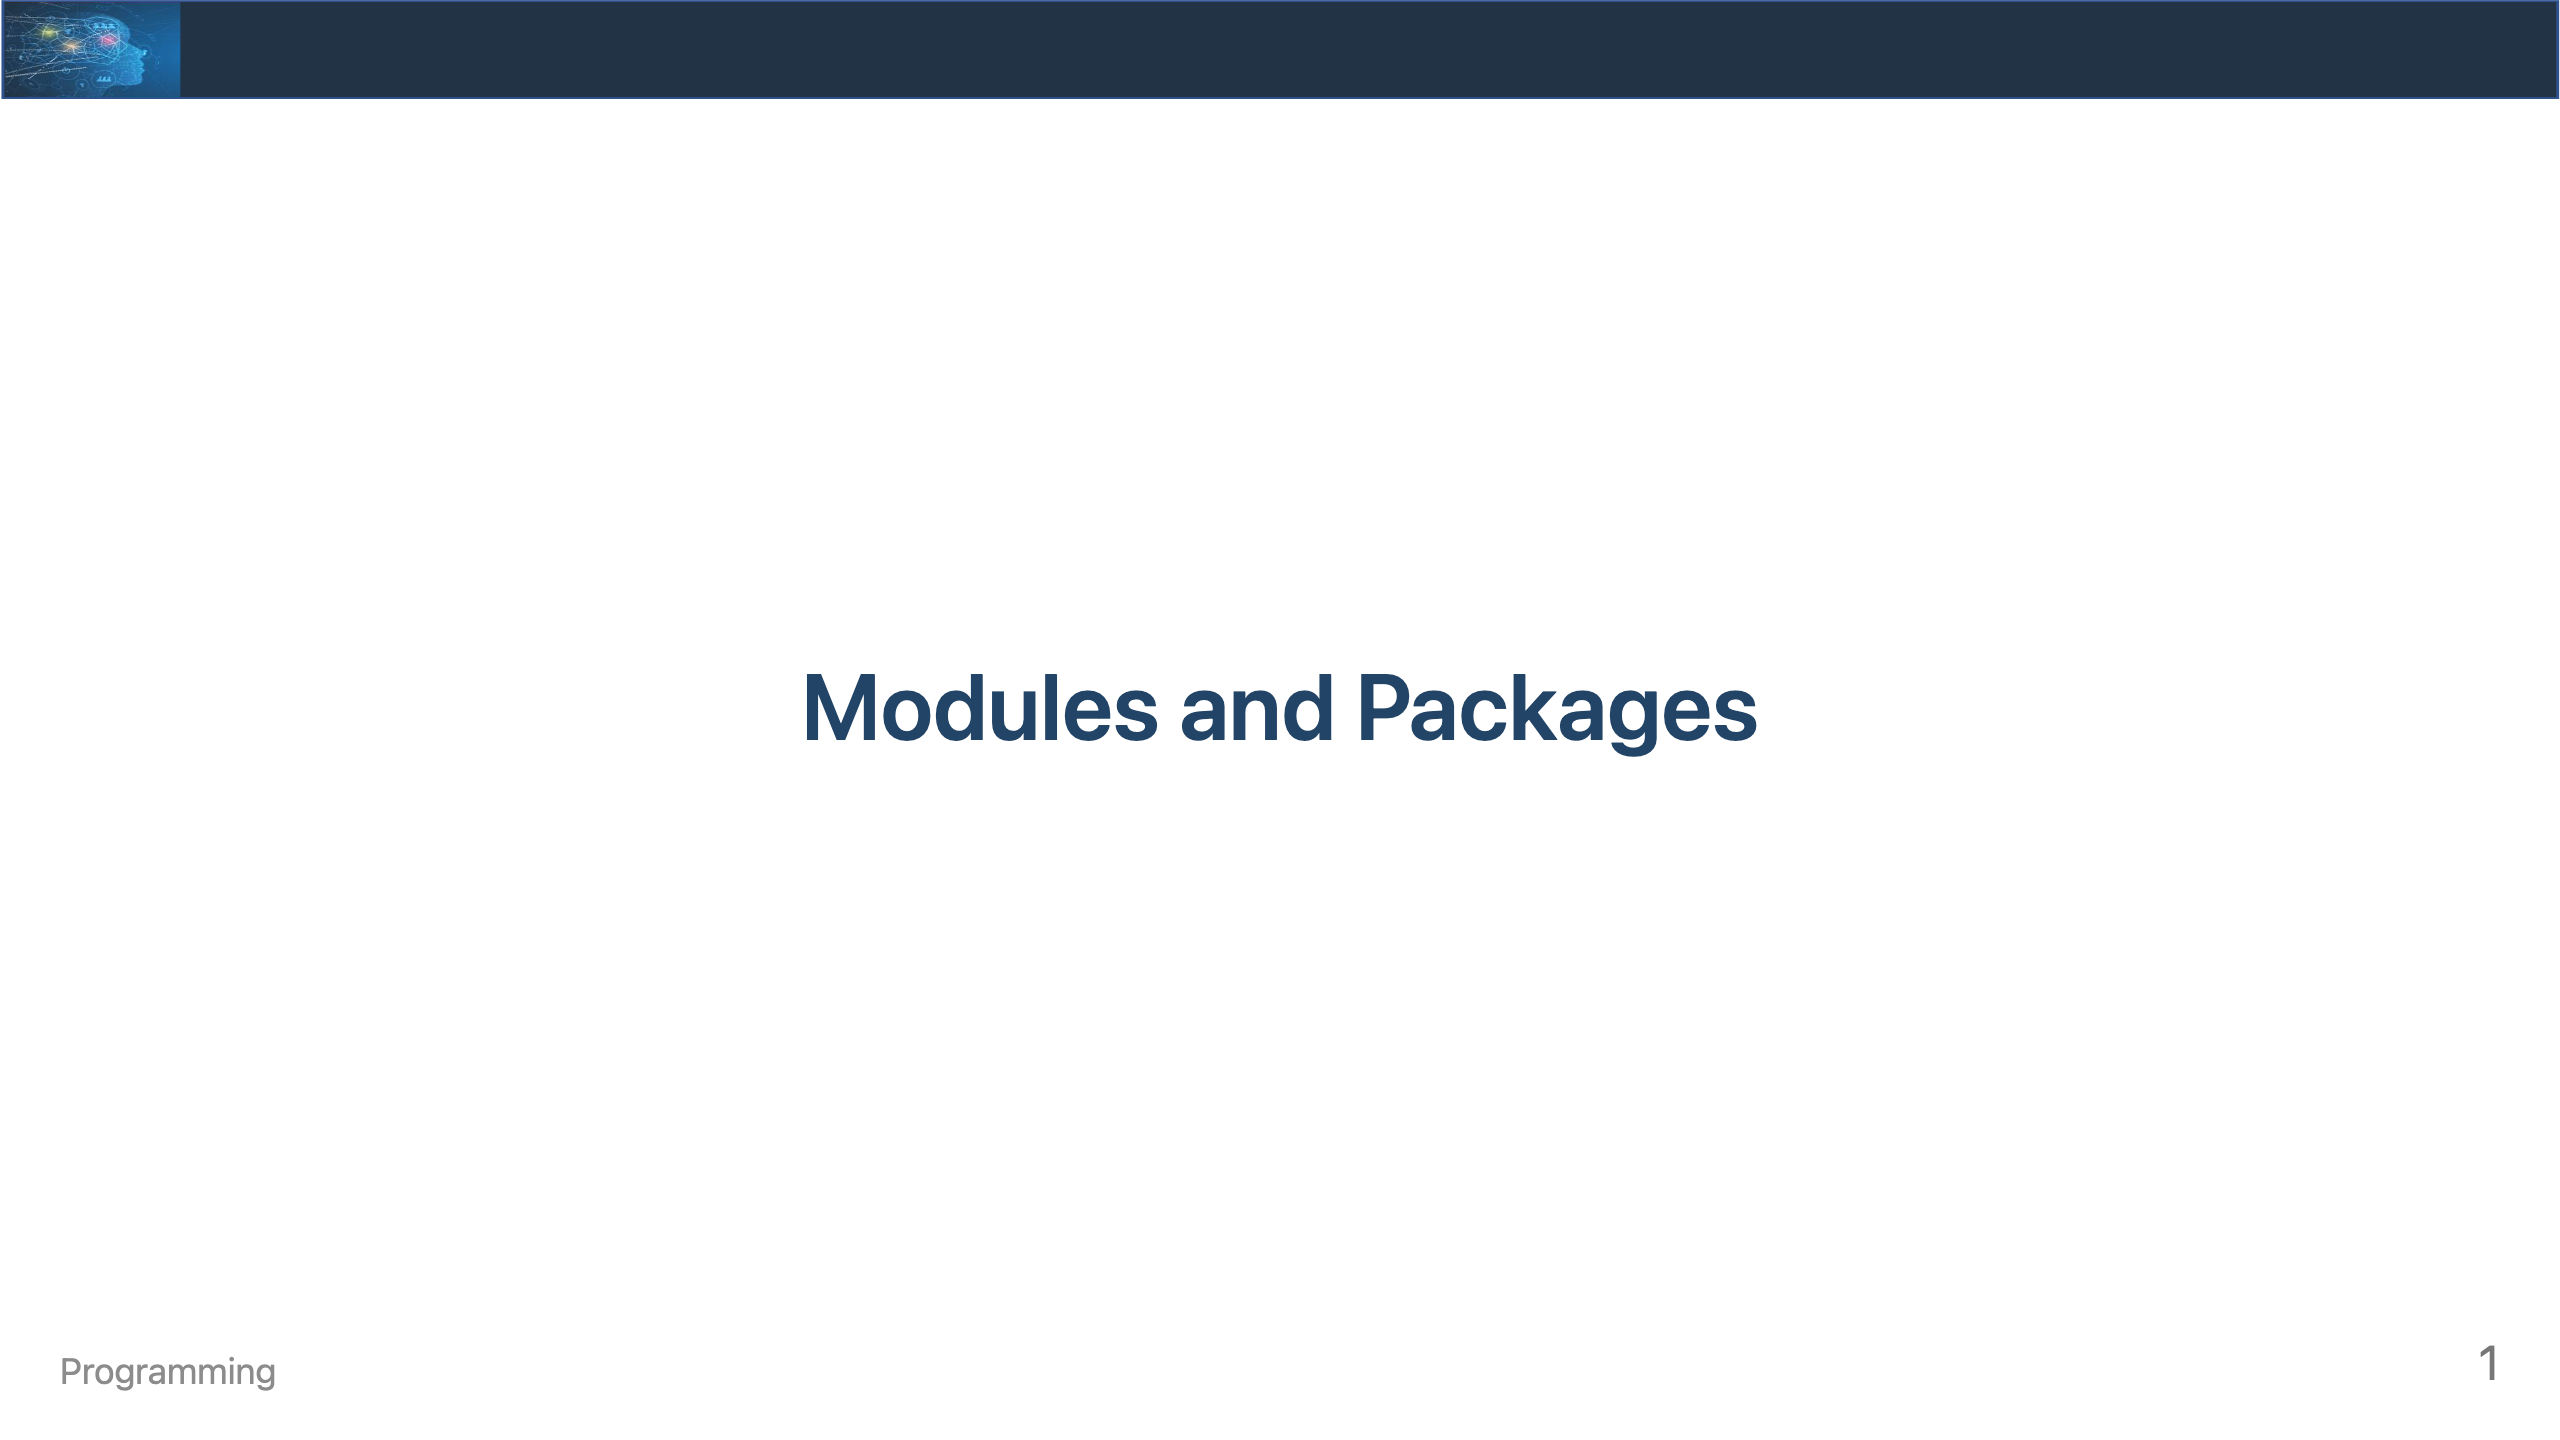 Modules and Packages
Programming
1